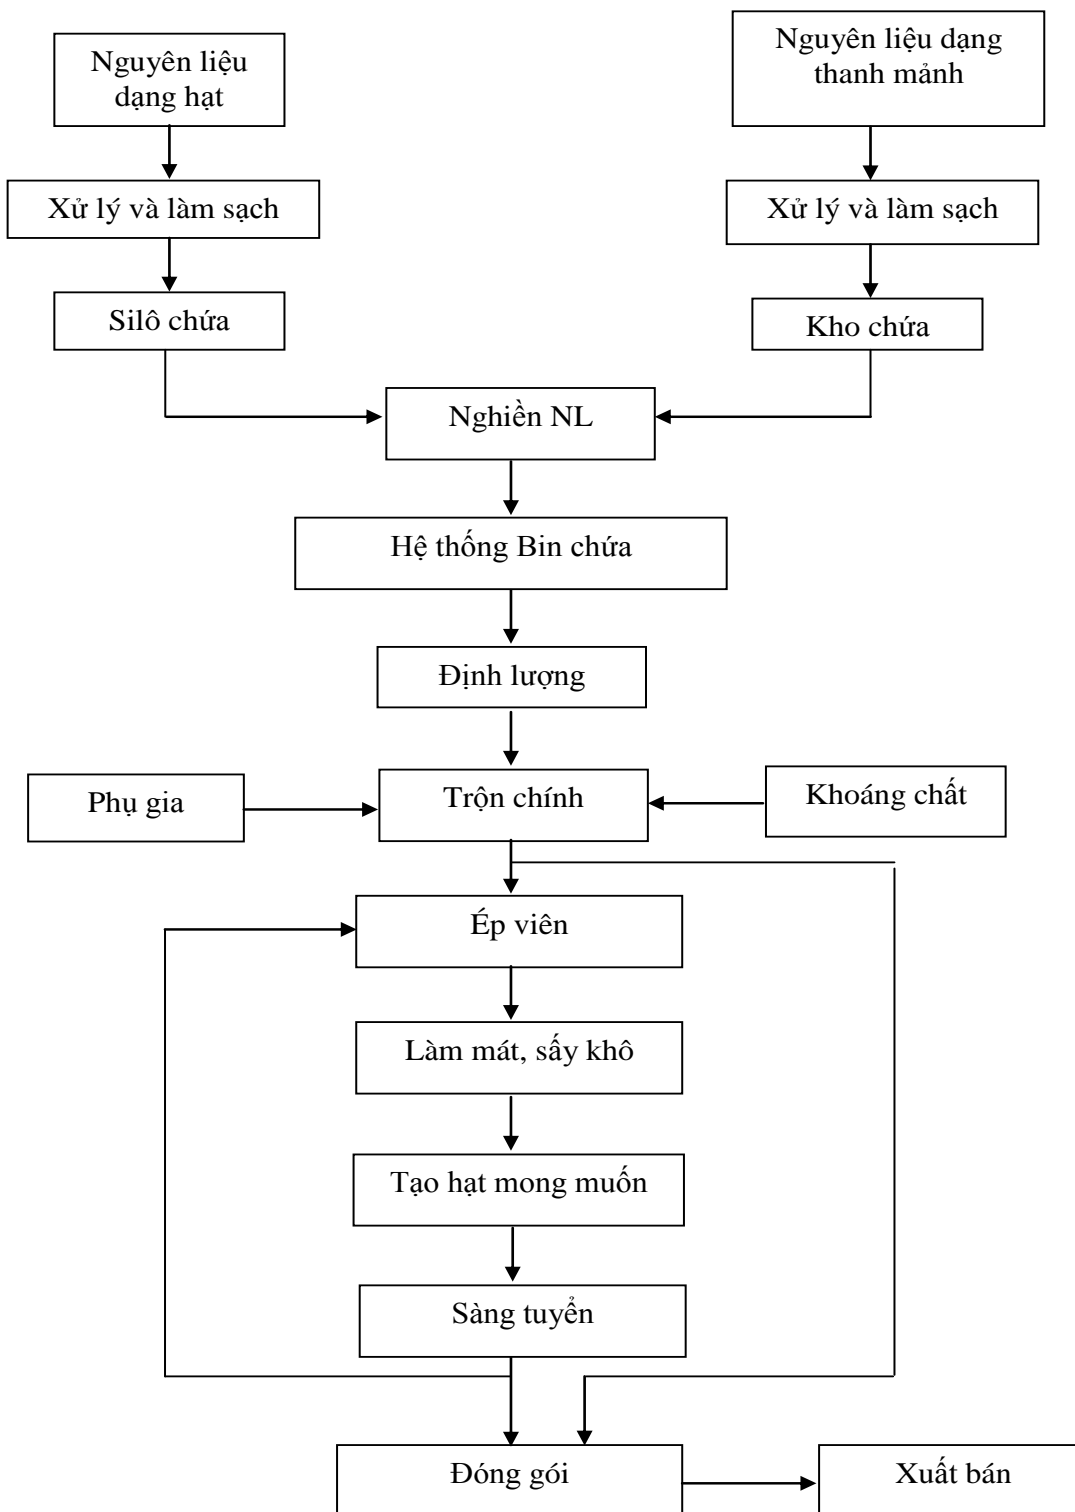 Nguyên liệu
dạng hạt
Nguyên liệu dạng
thanh mảnh
Xử lý và làm sạch
Xử lý và làm sạch
Silô chứa
Kho chứa
Nghiền NL
Hệ thống Bin chứa
Định lượng
Phụ gia
Trộn chính
Khoáng chất
Ép viên
Làm mát, sấy khô
Tạo hạt mong muốn
Sàng tuyển
Đóng gói
Xuất bán